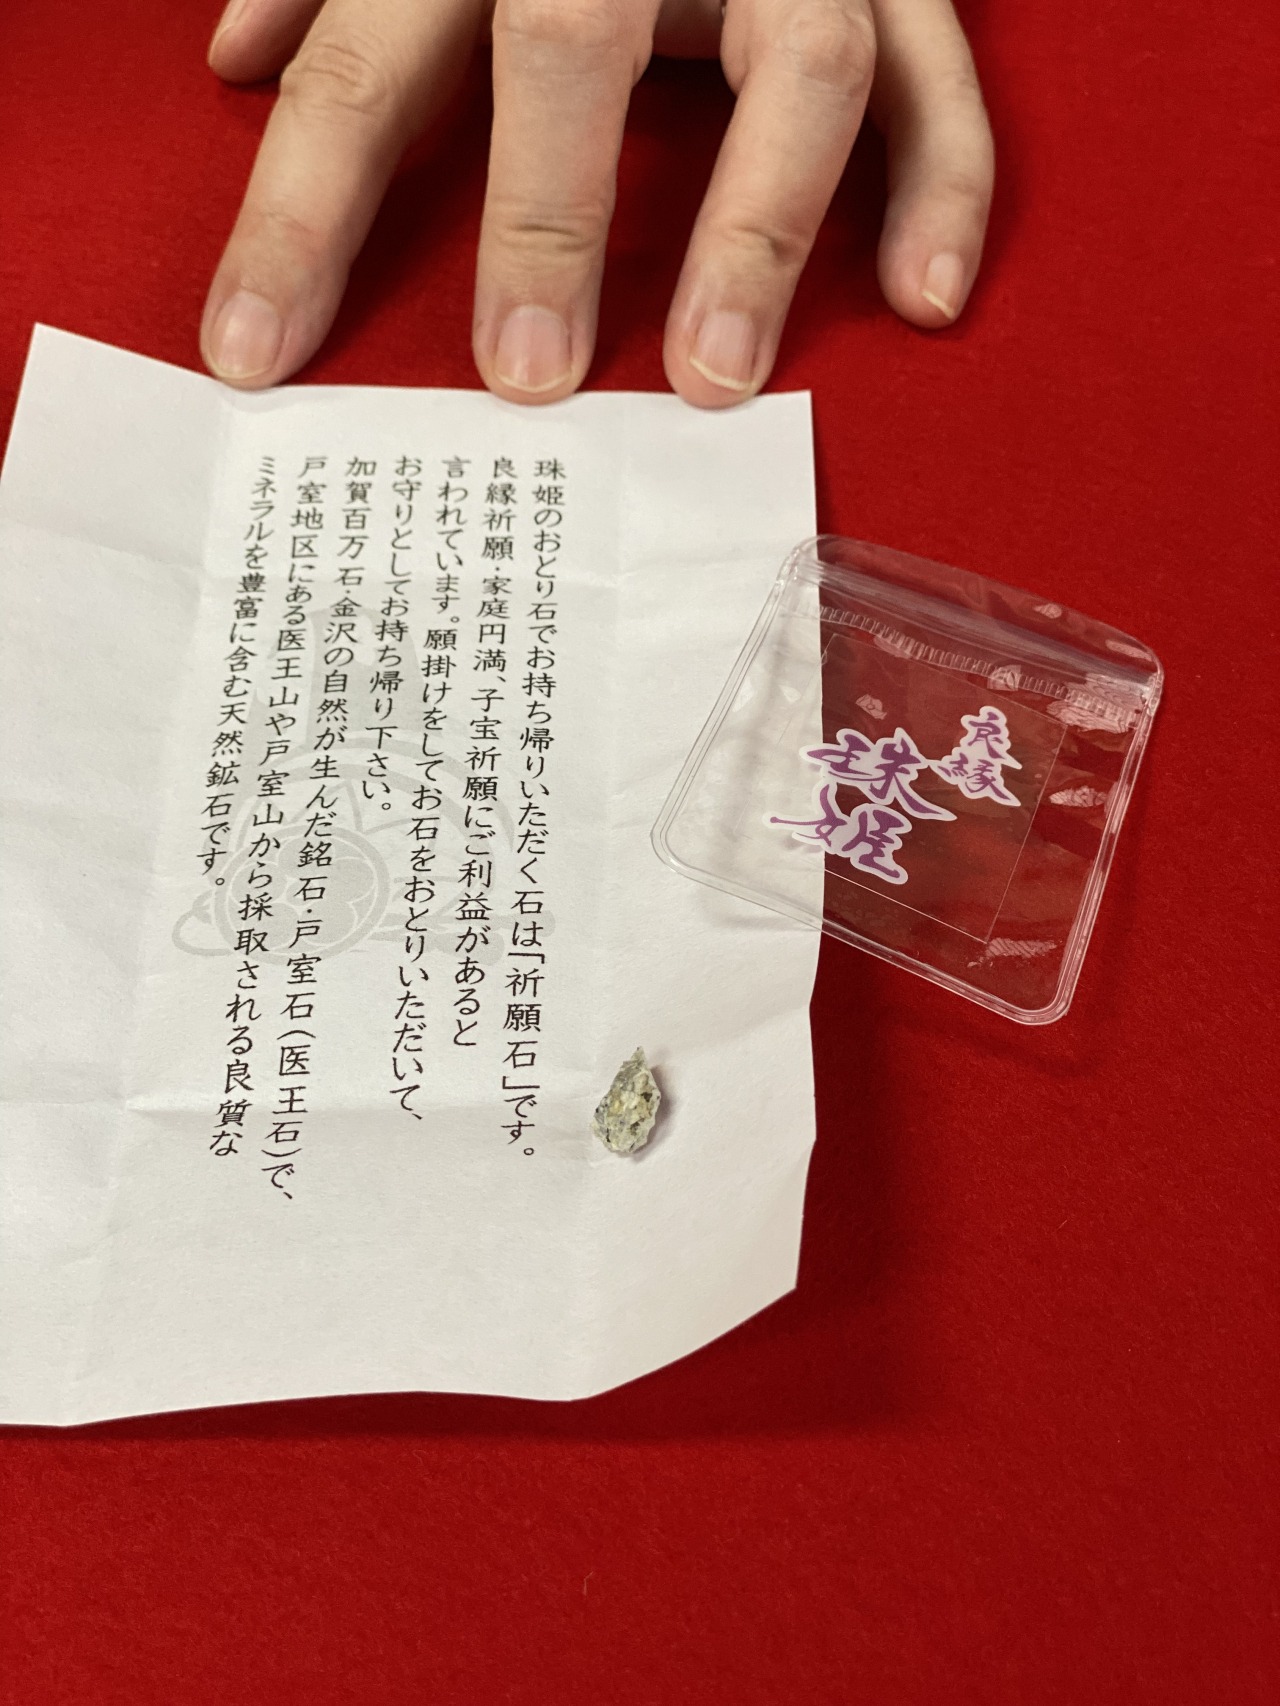 珠姫のおとり石でお持ち帰りいただく石は「祈願石」です。
良縁祈願・家庭円満、子宝祈願にご利益があると
言われています。願掛けをしてお石をおとりいただいて、
お守りとしてお持ち帰り下さい。
加賀百万石・金沢の自然が生んだ銘石・戸室石（医王石）で、
戸室地区にある医王山や戸室山から採取される良質な
ミネラルを豊富に含む天然鉱石です。
良縁
珠姫